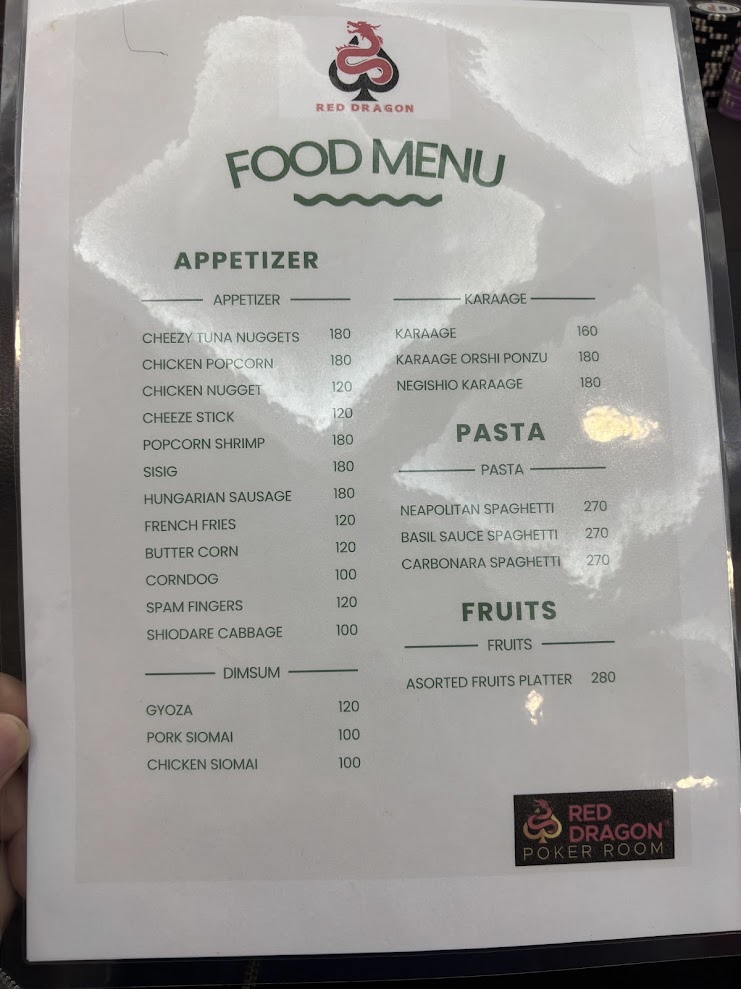 RED DRAGON
FOOD MENU
APPETIZER
APPETIZER
CHEEZY TUNA NUGGETS 180
CHICKEN POPCORN 180
CHICKEN NUGGET 120
CHEEZE STICK 120
POPCORN SHRIMP 180
SISIG 180
HUNGARIAN SAUSAGE 180
FRENCH FRIES 120
BUTTER CORN 120
CORNDOG 100
SPAM FINGERS 120
SHIODARE CABBAGE 100
DIMSUM
GYOZA 120
PORK SIOMAI 100
CHICKEN SIOMAI 100
KARAAGE
KARAAGE 160
KARAAGE ORSHI PONZU 180
NEGISHIO KARAAGE 180
PASTA
PASTA
NEAPOLITAN SPAGHETTI 270
BASIL SAUCE SPAGHETTI 270
CARBONARA SPAGHETTI 270
FRUITS
FRUITS
ASORTED FRUITS PLATTER 280
RED
DRAGON
POKER ROOM